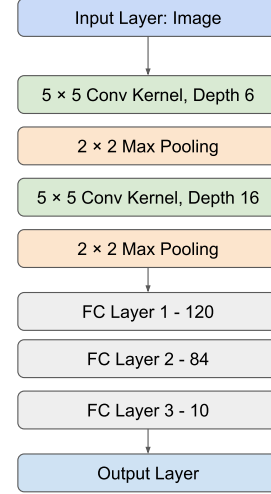 Input Layer: Image
5 × 5 Conv Kernel, Depth 6
2 × 2 Max Pooling
5 × 5 Conv Kernel, Depth 16
2 × 2 Max Pooling
FC Layer 1 - 120
FC Layer 2 - 84
FC Layer 3 - 10
Output Layer